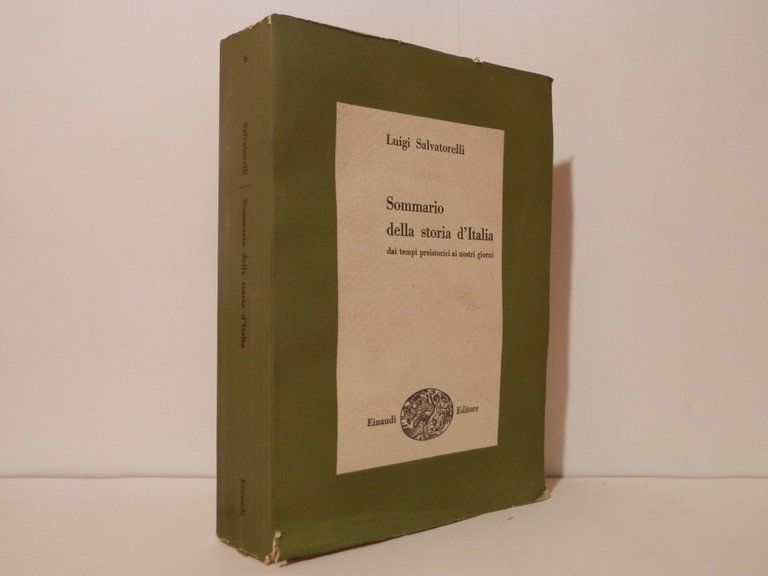 6
Salvatorelli | Sommario della storia d'Italia
Einaudi
Luigi Salvatorelli
Sommario
della storia d'Italia
dai tempi preistorici ai nostri giorni
Einaudi Editore